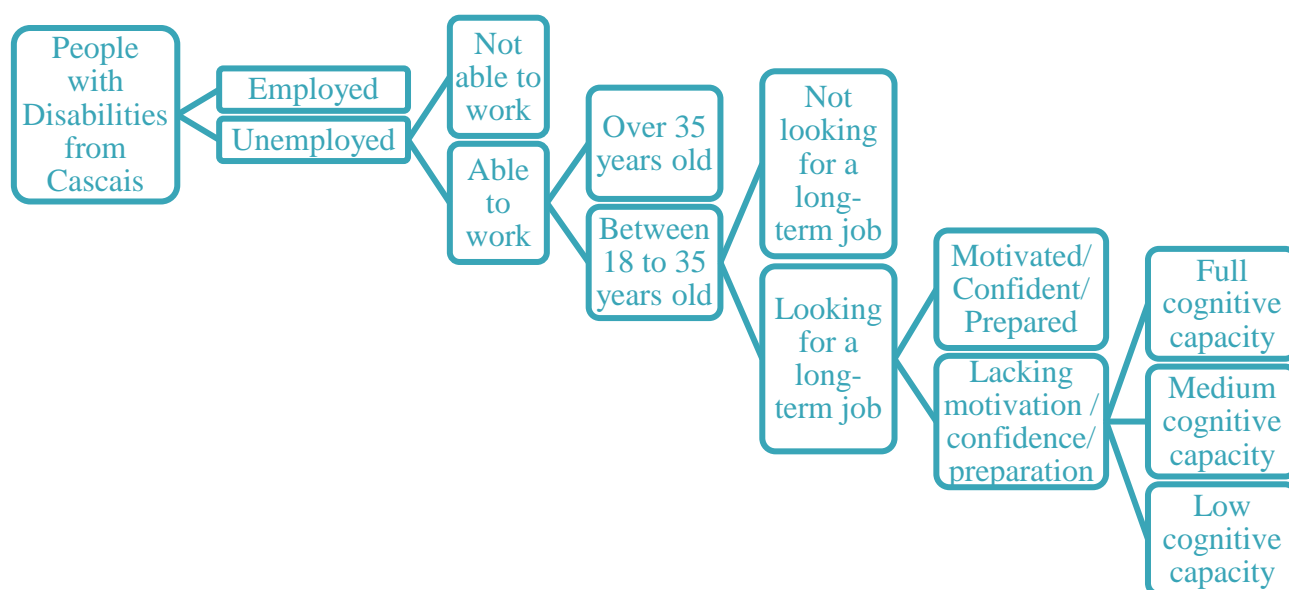 People
with
Disabilities
from
Cascais
Employed
Unemployed
Not
able to
work
Able
to
work
Over 35
years old
Between
18 to 35
years old
Not
looking
for a
long-
term job
Looking
for a
long-
term job
Motivated/
Confident/
Prepared
Lacking
motivation /
confidence/
preparation
Full
cognitive
capacity
Medium
cognitive
capacity
Low
cognitive
capacity